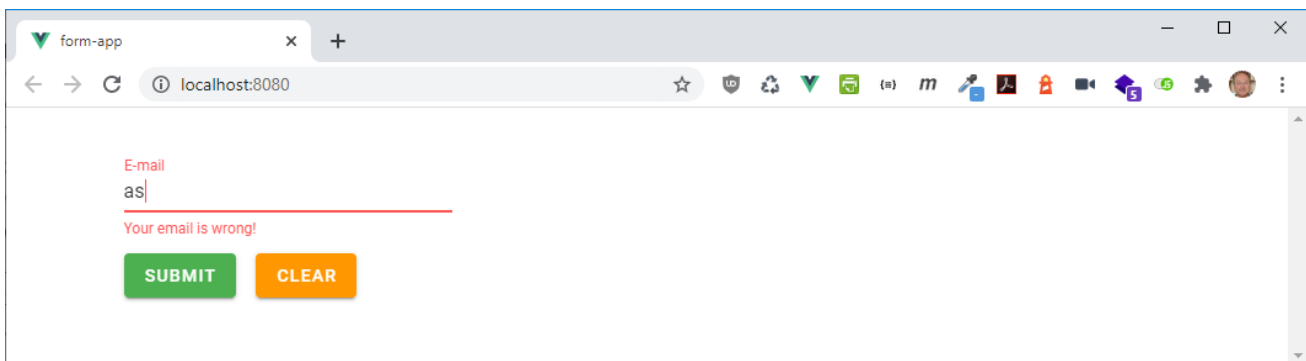 form-app
localhost:8080
E-mail
as
Your email is wrong!
SUBMIT CLEAR